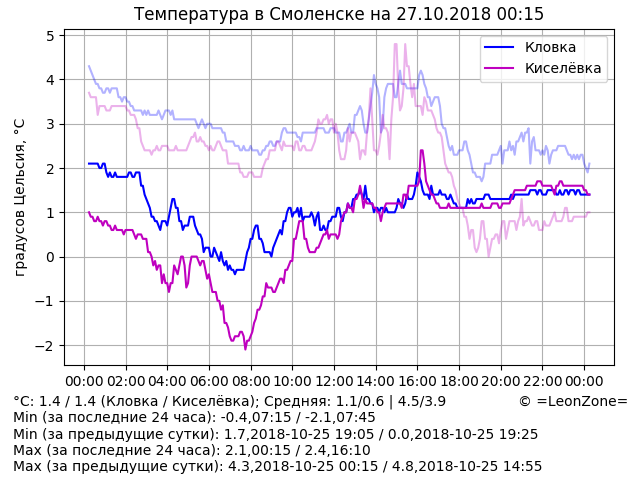 Температура в Смоленске на 27.10.2018 00:15
Кловка
Киселёвка
градусов Цельсия, °C
5
4
3
2
1
0
−1
−2
00:00 02:00 04:00 06:00 08:00 10:00 12:00 14:00 16:00 18:00 20:00 22:00 00:00
°C: 1.4 / 1.4 (Кловка / Киселёвка); Средняя: 1.1/0.6 | 4.5/3.9 © =LeonZone=
Min (за последние 24 часа): -0.4,07:15 / -2.1,07:45
Min (за предыдущие сутки): 1.7,2018-10-25 19:05 / 0.0,2018-10-25 19:25
Max (за последние 24 часа): 2.1,00:15 / 2.4,16:10
Max (за предыдущие сутки): 4.3,2018-10-25 00:15 / 4.8,2018-10-25 14:55